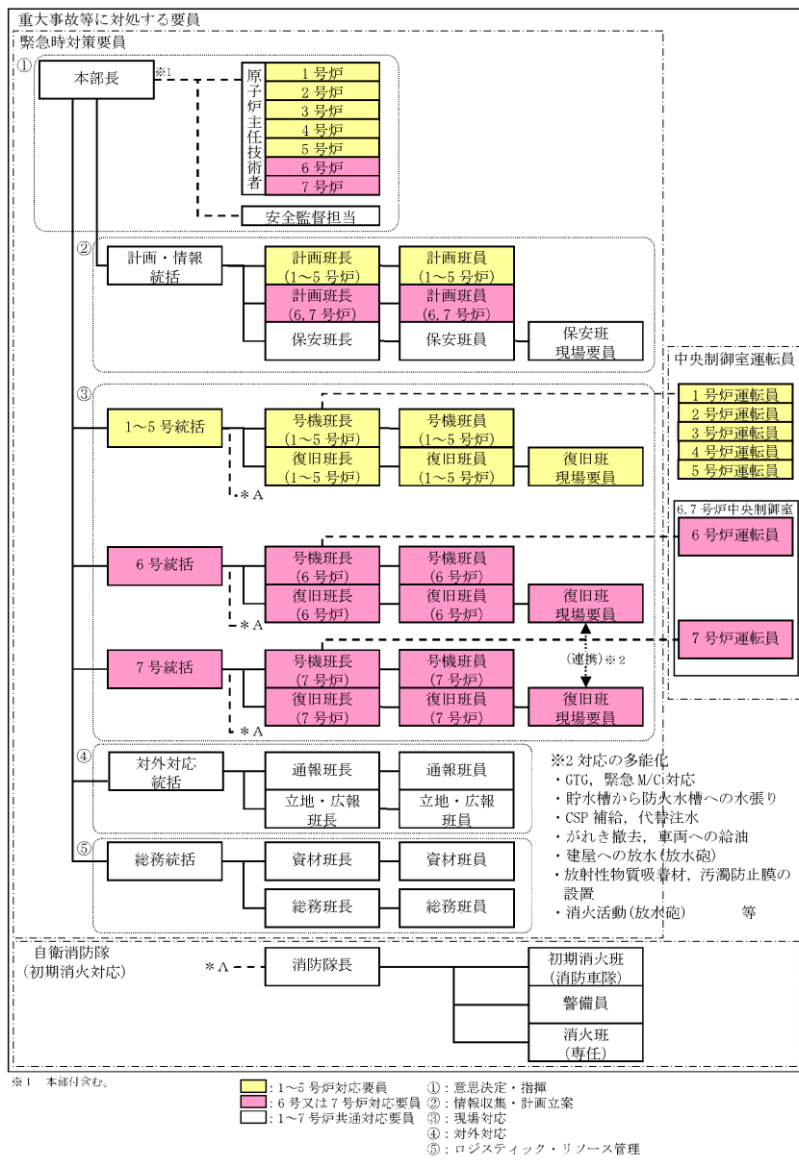 重大事故等に対処する要員
緊急時対策要員
①
本部長
※1
原子炉主任技術者
1号炉
2号炉
3号炉
4号炉
5号炉
6号炉
7号炉
安全監督担当
②
計画・情報
統括
計画班長
(1～5号炉)
計画班員
(1～5号炉)
計画班長
(6,7号炉)
計画班員
(6,7号炉)
保安班長
保安班員
保安班
現場要員
中央制御室運転員
1号炉運転員
2号炉運転員
3号炉運転員
4号炉運転員
5号炉運転員
③
1～5号統括
号機班長
(1～5号炉)
号機班員
(1～5号炉)
復旧班長
(1～5号炉)
復旧班員
(1～5号炉)
復旧班
現場要員
＊A
6,7号炉中央制御室
6号炉運転員
7号炉運転員
6号統括
号機班長
(6号炉)
号機班員
(6号炉)
復旧班長
(6号炉)
復旧班員
(6号炉)
復旧班
現場要員
＊A
(連携)※2
7号統括
号機班長
(7号炉)
号機班員
(7号炉)
復旧班長
(7号炉)
復旧班員
(7号炉)
復旧班
現場要員
＊A
④
対外対応
統括
通報班長
通報班員
立地・広報
班長
立地・広報
班員
⑤
総務統括
資材班長
資材班員
総務班長
総務班員
※2 対応の多能化
・GTG, 緊急M/C対応
・貯水槽から防火水槽への水張り
・CSP補給, 代替注水
・がれき撤去, 車両への給油
・建屋への放水(放水砲)
・放射性物質吸着材, 汚濁防止膜の
設置
・消火活動(放水砲) 等
自衛消防隊
(初期消火対応)
＊A
消防隊長
初期消火班
(消防車隊)
警備員
消火班
(専任)
※1 本部付含む。
：1～5号炉対応要員
：6号又は7号炉対応要員
：1～7号炉共通対応要員
①：意思決定・指揮
②：情報収集・計画立案
③：現場対応
④：対外対応
⑤：ロジスティック・リソース管理